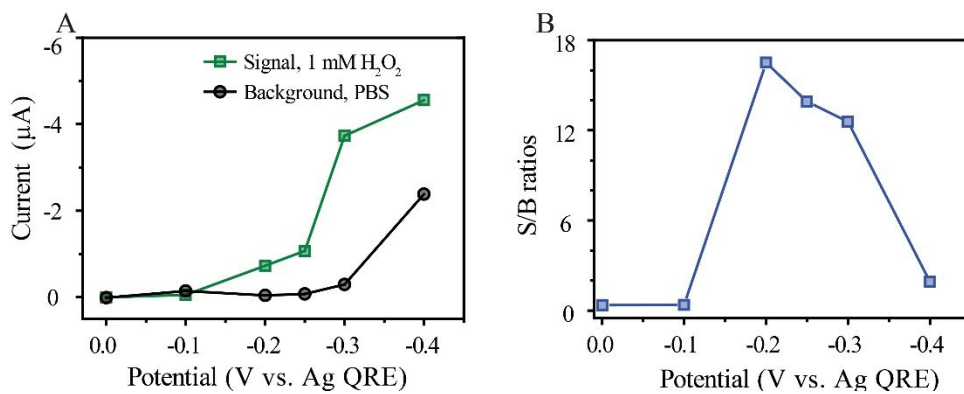 A
-6
-4
-2
0
Current (µA)
Signal, 1 mM H₂O₂
Background, PBS
0.0 -0.1 -0.2 -0.3 -0.4
Potential (V vs. Ag QRE)
B
18
12
6
0
S/B ratios
0.0 -0.1 -0.2 -0.3 -0.4
Potential (V vs. Ag QRE)